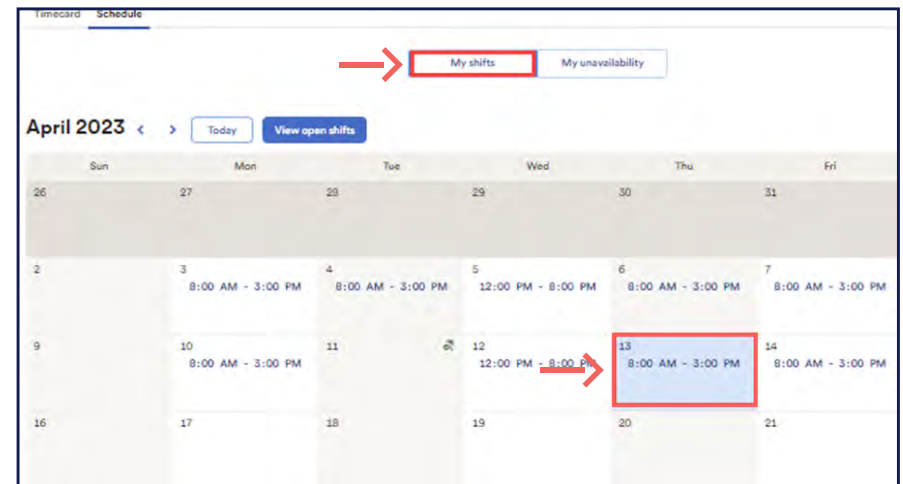 Timecard Schedule
My shifts My unavailability
April 2023 < > Today View open shifts
Sun Mon Tue Wed Thu Fri
26 27 28 29 30 31
2 3 4 5 6 7
8:00 AM - 3:00 PM 8:00 AM - 3:00 PM 12:00 PM - 8:00 PM 8:00 AM - 3:00 PM 8:00 AM - 3:00 PM
9 10 11 12 13 14
8:00 AM - 3:00 PM 12:00 PM - 8:00 PM 8:00 AM - 3:00 PM 8:00 AM - 3:00 PM
16 17 18 19 20 21